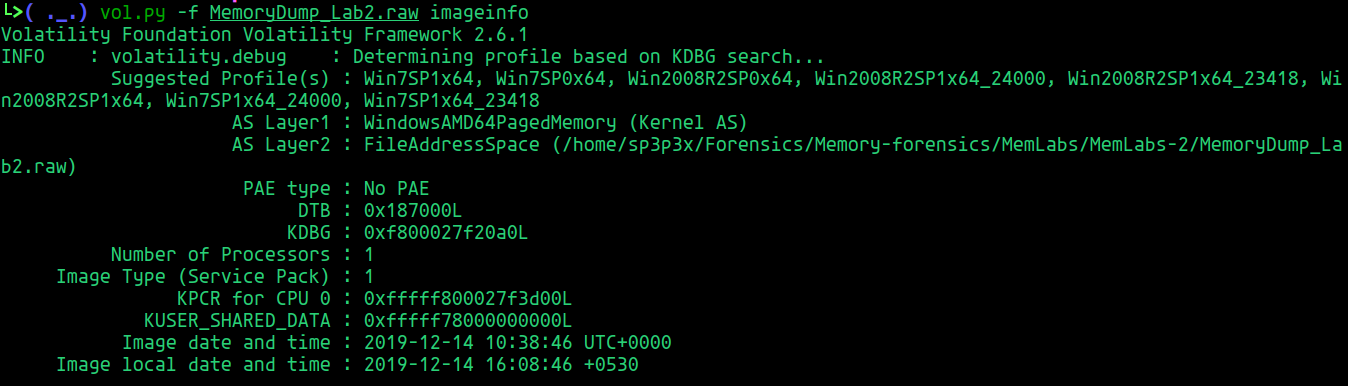 └>( ._.) vol.py -f MemoryDump_Lab2.raw imageinfo
Volatility Foundation Volatility Framework 2.6.1
INFO    : volatility.debug    : Determining profile based on KDBG search...
          Suggested Profile(s) : Win7SP1x64, Win7SP0x64, Win2008R2SP0x64, Win2008R2SP1x64_24000, Win2008R2SP1x64_23418, Wi
n2008R2SP1x64, Win7SP1x64_24000, Win7SP1x64_23418
                     AS Layer1 : WindowsAMD64PagedMemory (Kernel AS)
                     AS Layer2 : FileAddressSpace (/home/sp3p3x/Forensics/Memory-forensics/MemLabs/MemLabs-2/MemoryDump_La
b2.raw)
                      PAE type : No PAE
                           DTB : 0x187000L
                          KDBG : 0xf800027f20a0L
          Number of Processors : 1
     Image Type (Service Pack) : 1
                KPCR for CPU 0 : 0xfffff800027f3d00L
             KUSER_SHARED_DATA : 0xfffff78000000000L
           Image date and time : 2019-12-14 10:38:46 UTC+0000
     Image local date and time : 2019-12-14 16:08:46 +0530